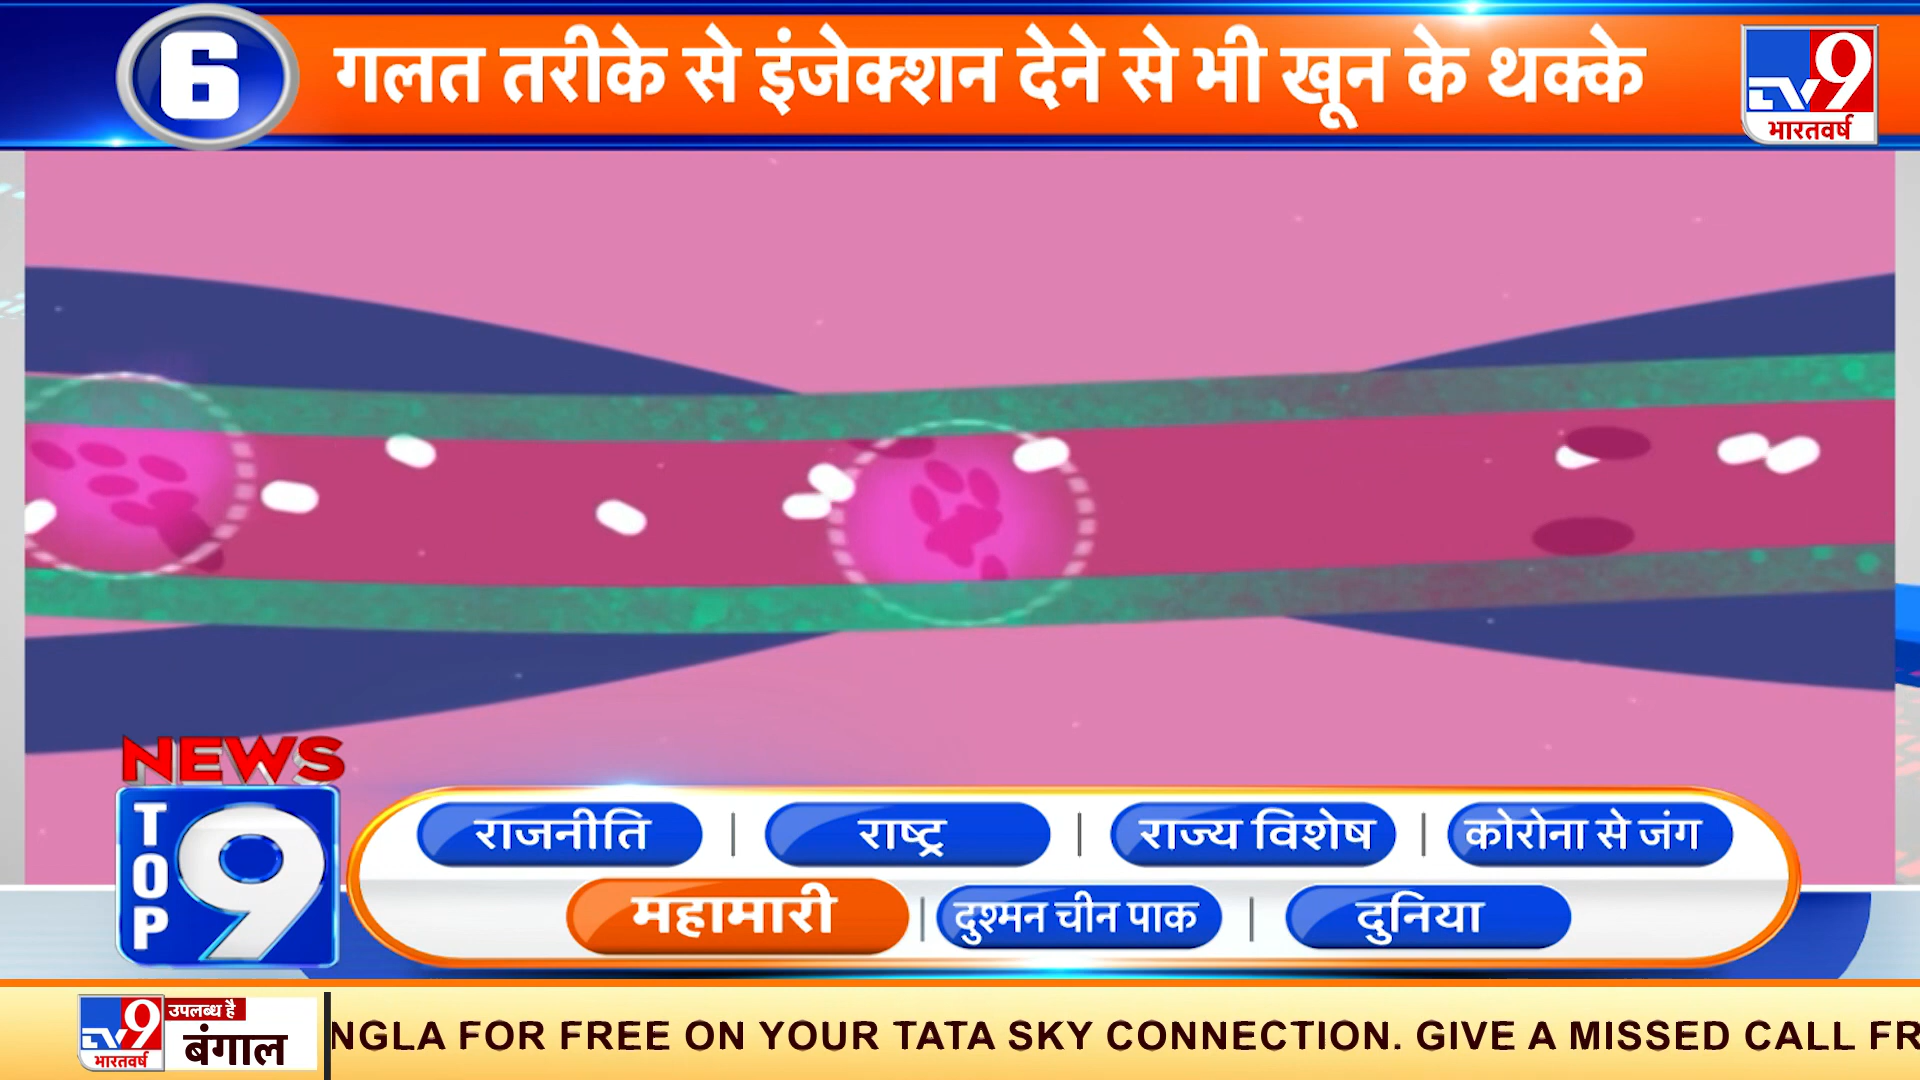 6 गलत तरीके से इंजेक्शन देने से भी खून के थक्के
TV9
भारतवर्ष
NEWS
TOP 9
राजनीति | राष्ट्र | राज्य विशेष | कोरोना से जंग
महामारी | दुश्मन चीन पाक | दुनिया
TV9 भारतवर्ष
उपलब्ध है
बंगाल
NGLA FOR FREE ON YOUR TATA SKY CONNECTION. GIVE A MISSED CALL FR